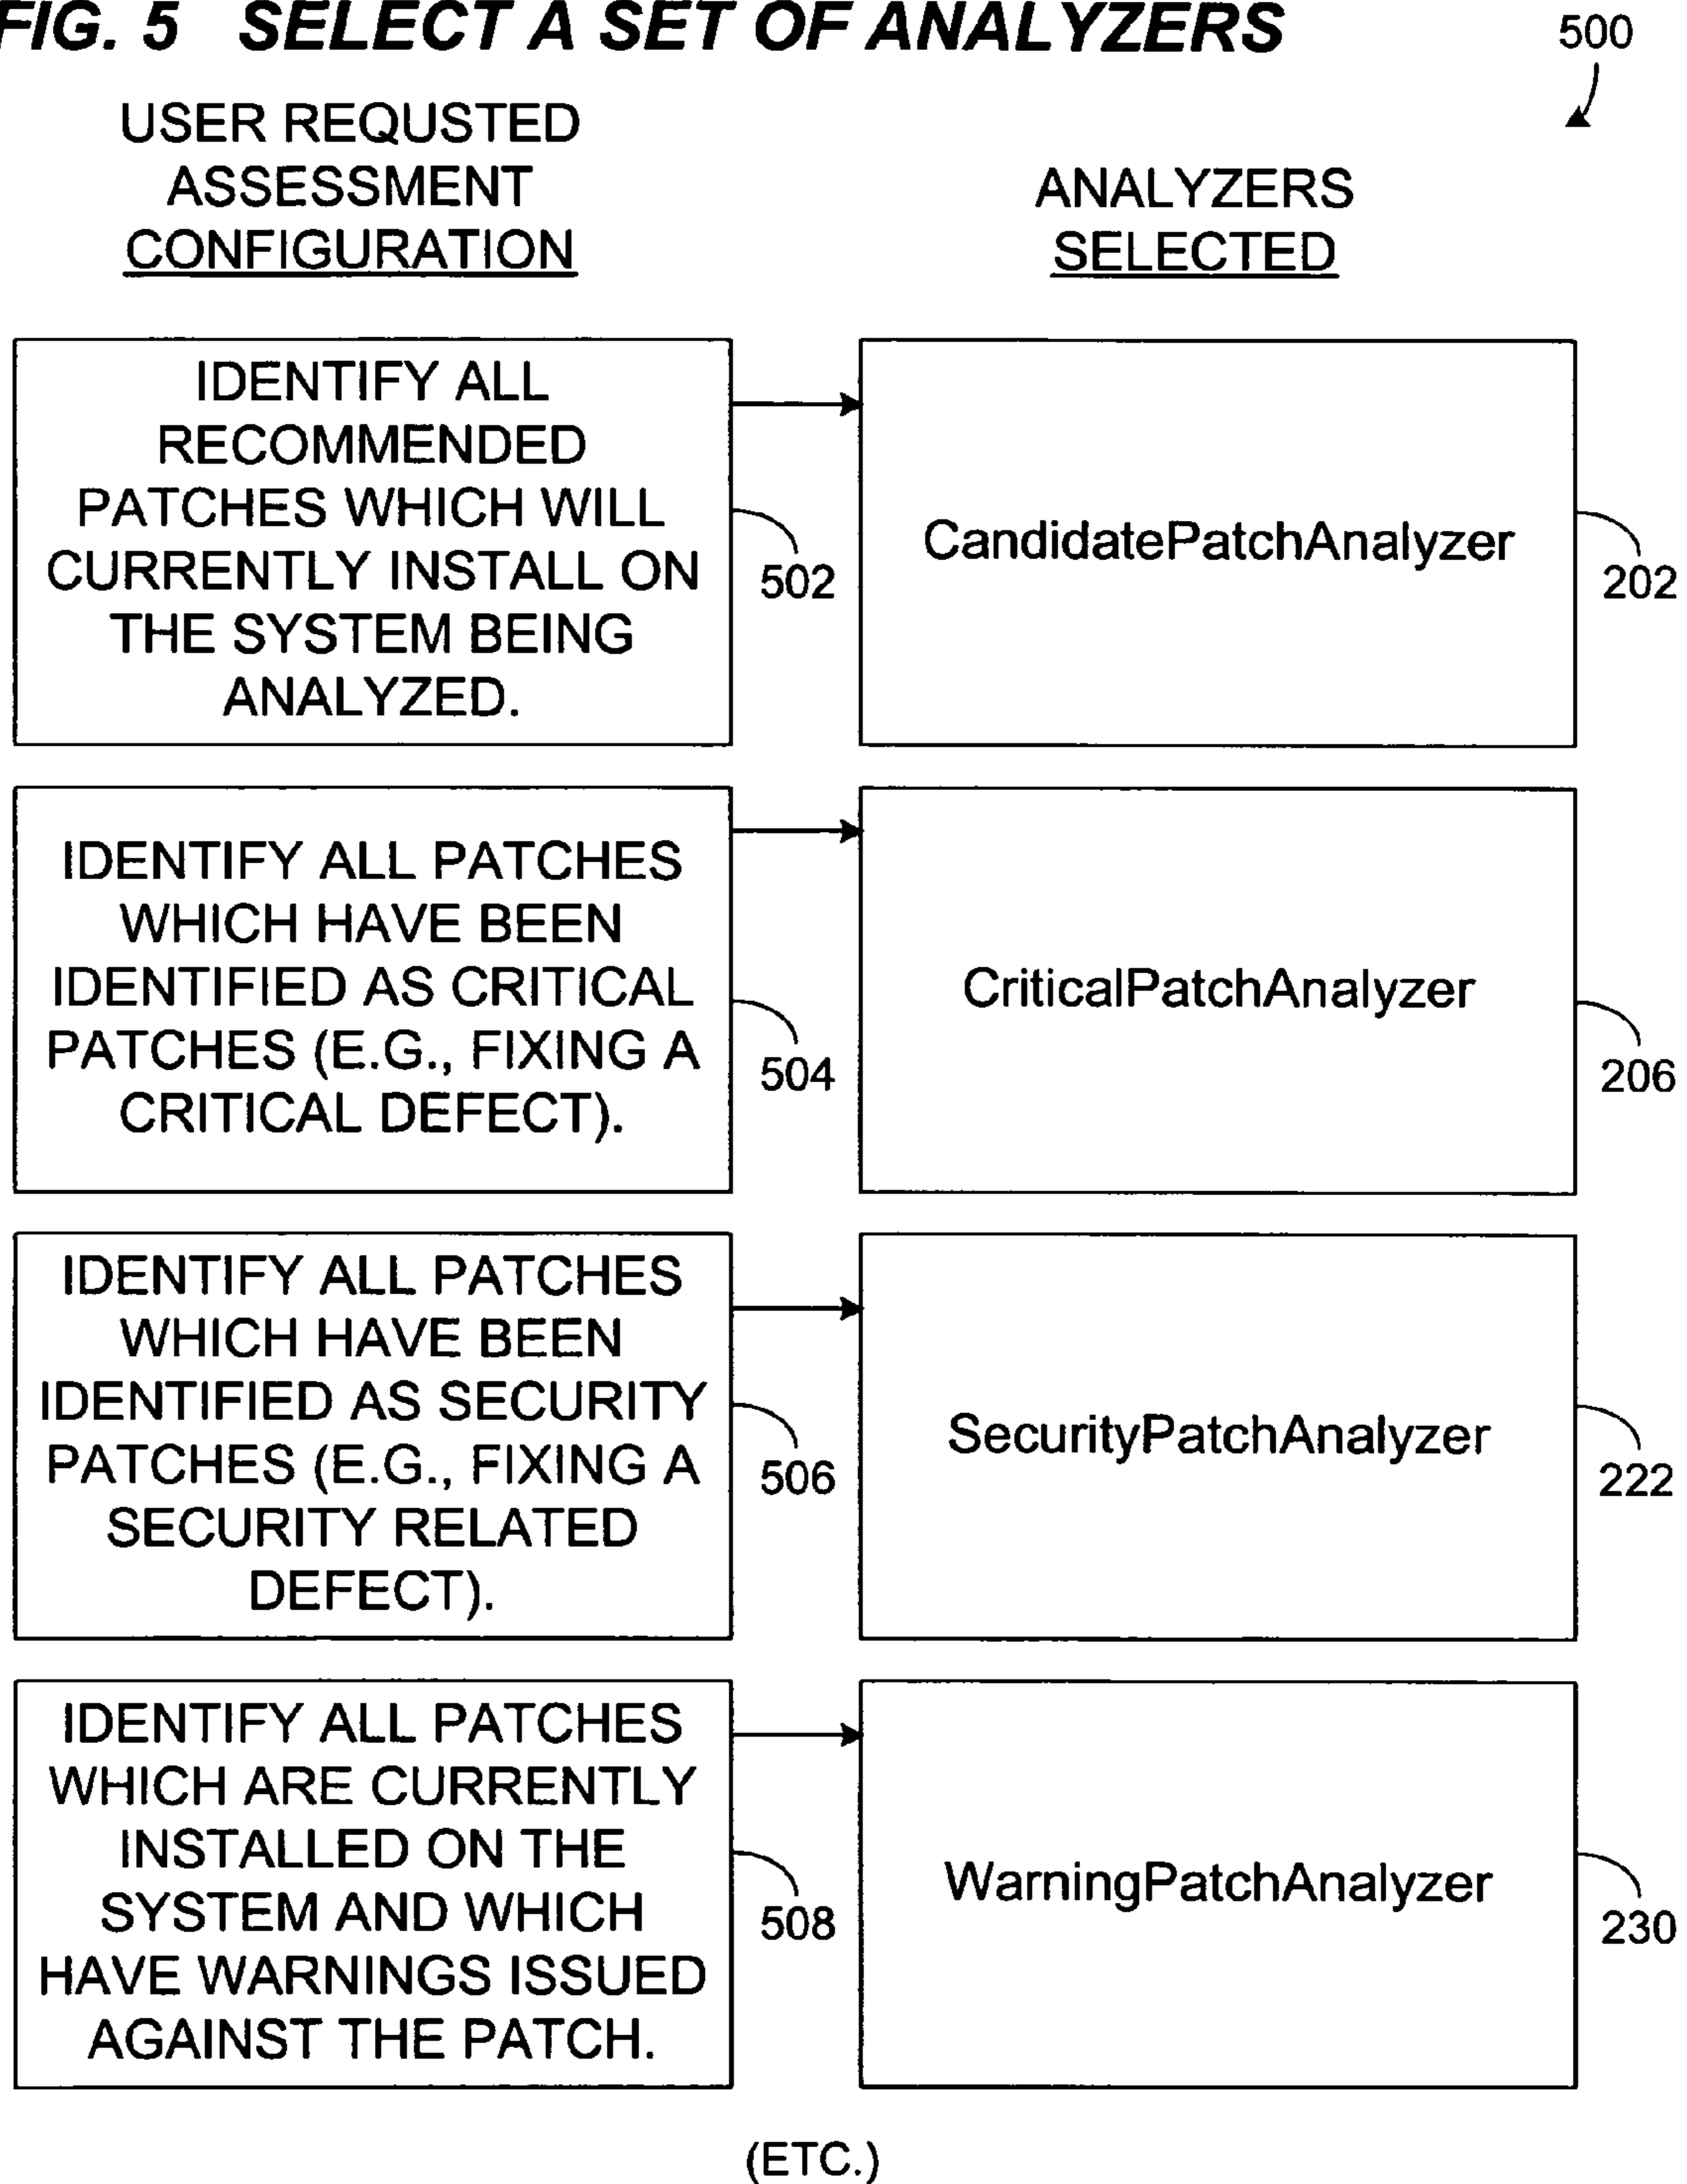 FIG. 5 SELECT A SET OF ANALYZERS
500
USER REQUSTED
ASSESSMENT
CONFIGURATION
ANALYZERS
SELECTED
IDENTIFY ALL
RECOMMENDED
PATCHES WHICH WILL
CURRENTLY INSTALL ON
THE SYSTEM BEING
ANALYZED.
502
CandidatePatchAnalyzer
202
IDENTIFY ALL PATCHES
WHICH HAVE BEEN
IDENTIFIED AS CRITICAL
PATCHES (E.G., FIXING A
CRITICAL DEFECT).
504
CriticalPatchAnalyzer
206
IDENTIFY ALL PATCHES
WHICH HAVE BEEN
IDENTIFIED AS SECURITY
PATCHES (E.G., FIXING A
SECURITY RELATED
DEFECT).
506
SecurityPatchAnalyzer
222
IDENTIFY ALL PATCHES
WHICH ARE CURRENTLY
INSTALLED ON THE
SYSTEM AND WHICH
HAVE WARNINGS ISSUED
AGAINST THE PATCH.
508
WarningPatchAnalyzer
230
(ETC.)